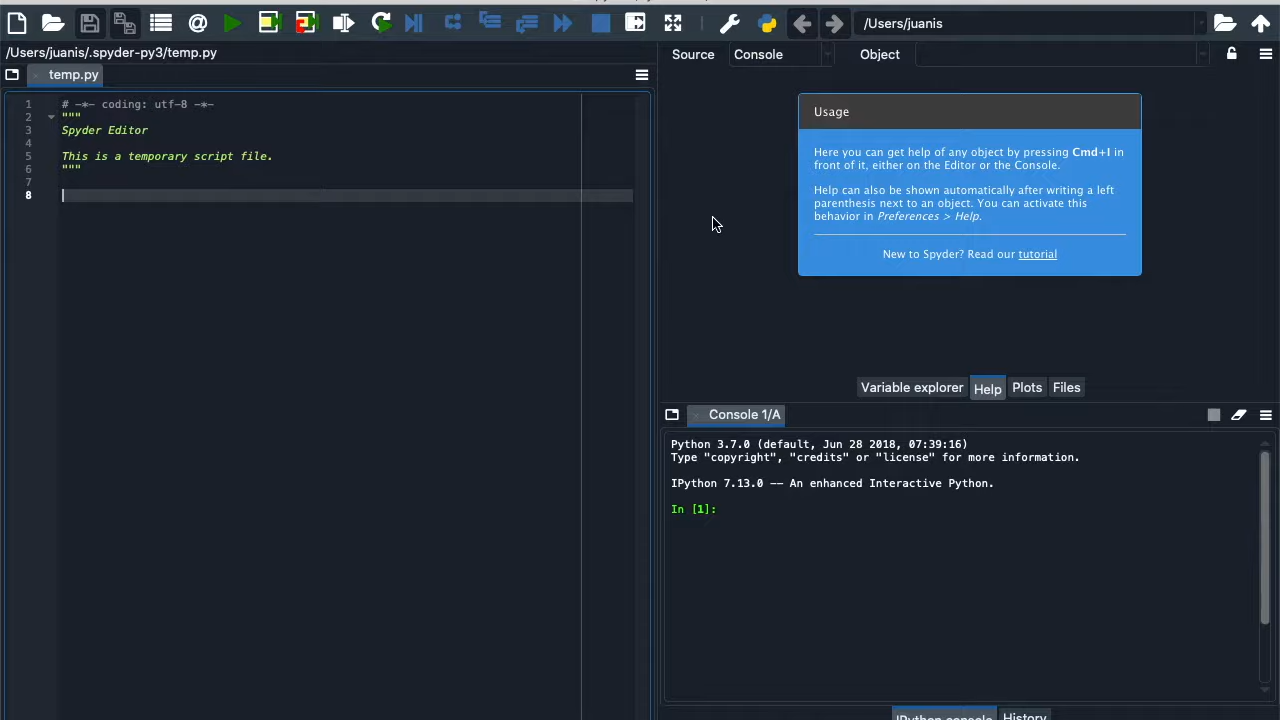 /Users/juanis
/Users/juanis/.spyder-py3/temp.py
temp.py
1 # -*- coding: utf-8 -*-
2 """
3 Spyder Editor
4
5 This is a temporary script file.
6 """
7
8
Source Console Object
Usage
Here you can get help of any object by pressing Cmd+I in
front of it, either on the Editor or the Console.
Help can also be shown automatically after writing a left
parenthesis next to an object. You can activate this
behavior in Preferences > Help.
New to Spyder? Read our tutorial
Variable explorer Help Plots Files
Console 1/A
Python 3.7.0 (default, Jun 28 2018, 07:39:16)
Type "copyright", "credits" or "license" for more information.
IPython 7.13.0 -- An enhanced Interactive Python.
In [1]:
IPython console History